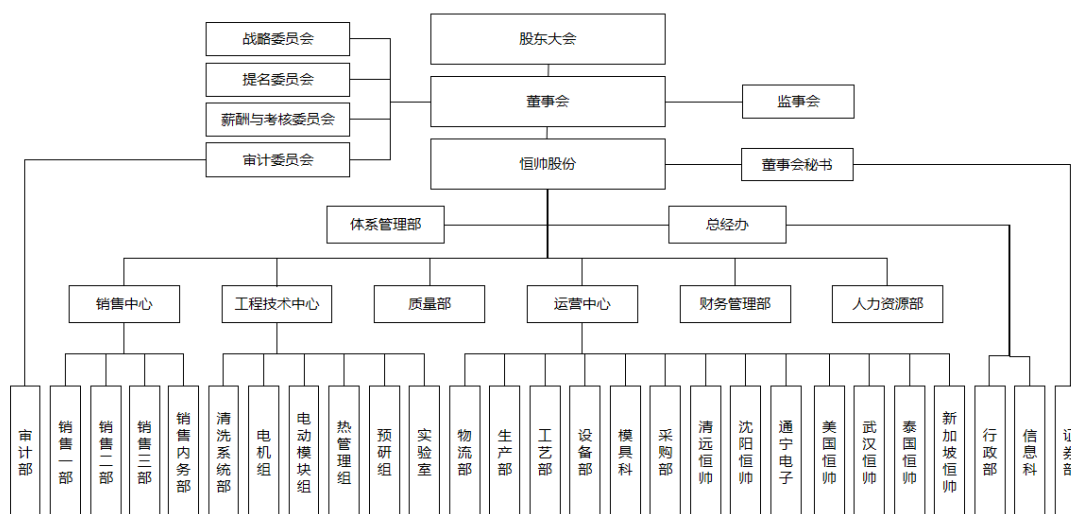 战略委员会
股东大会
提名委员会
董事会
监事会
薪酬与考核委员会
审计委员会
恒帅股份
董事会秘书
体系管理部
总经办
销售中心
工程技术中心
质量部
运营中心
财务管理部
人力资源部
审计部
销售一部
销售二部
销售三部
销售内务部
清洗系统部
电机组
电动模块组
热管理组
预研组
实验室
物流部
生产部
工艺部
设备部
模具科
采购部
清远恒帅
沈阳恒帅
通宁电子
美国恒帅
武汉恒帅
泰国恒帅
新加坡恒帅
行政部
信息科
证券部